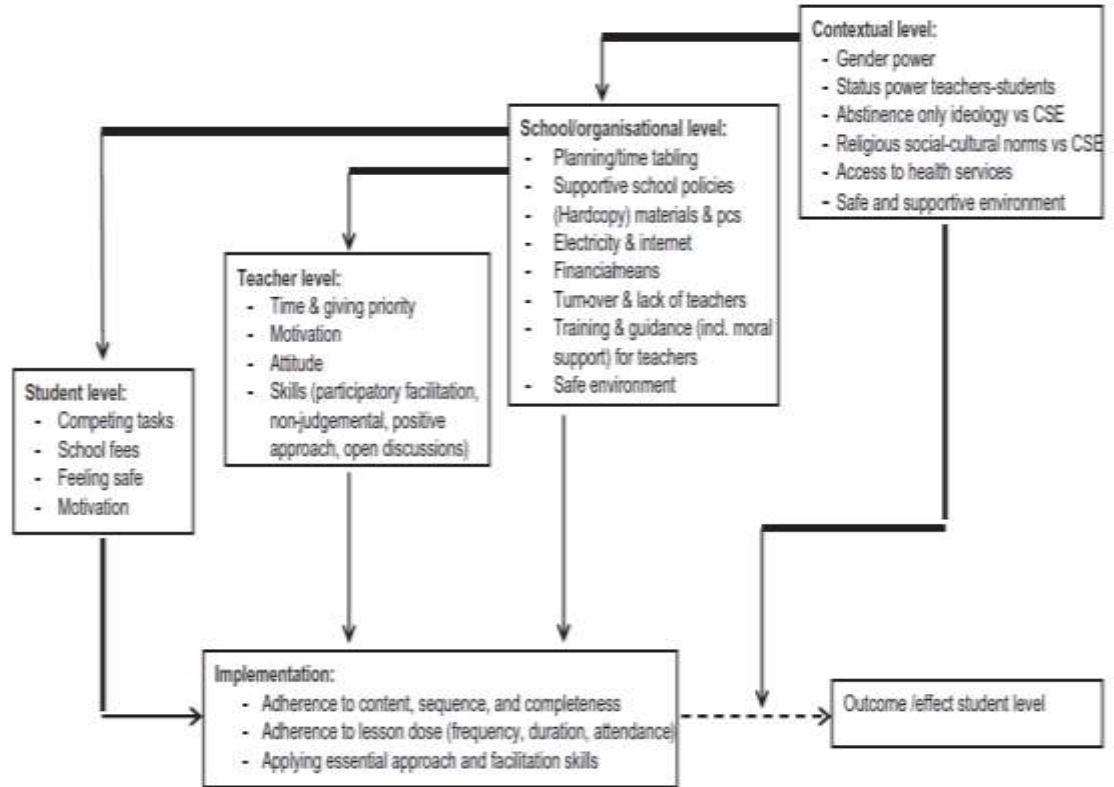 Contextual level:
- Gender power
- Status power teachers-students
- Abstinence only ideology vs CSE
- Religious social-cultural norms vs CSE
- Access to health services
- Safe and supportive environment
School/organisational level:
- Planning/time tabling
- Supportive school policies
- (Hardcopy) materials & pcs
- Electricity & internet
- Financialmeans
- Turn-over & lack of teachers
- Training & guidance (incl. moral
support) for teachers
- Safe environment
Teacher level:
- Time & giving priority
- Motivation
- Attitude
- Skills (participatory facilitation,
non-judgemental, positive
approach, open discussions)
Student level:
- Competing tasks
- School fees
- Feeling safe
- Motivation
Implementation:
- Adherence to content, sequence, and completeness
- Adherence to lesson dose (frequency, duration, attendance)
- Applying essential approach and facilitation skills
Outcome /effect student level